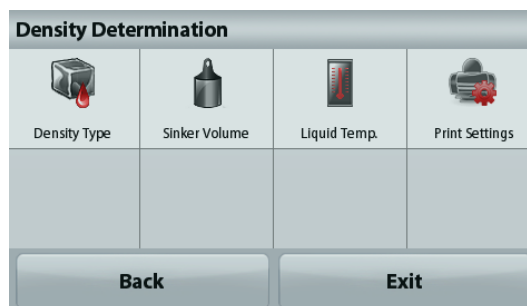 Density Determination
Density Type
Sinker Volume
Liquid Temp.
Print Settings
Back
Exit